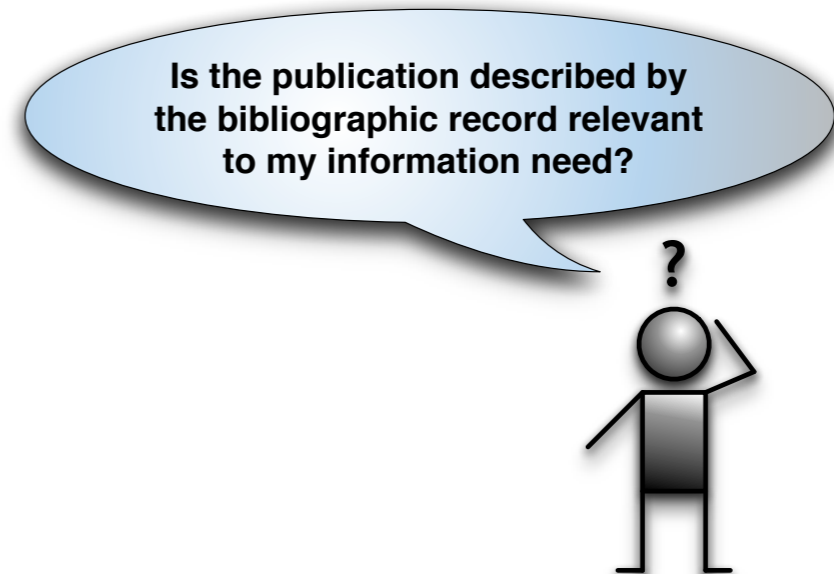 Is the publication described by
the bibliographic record relevant
to my information need?
?